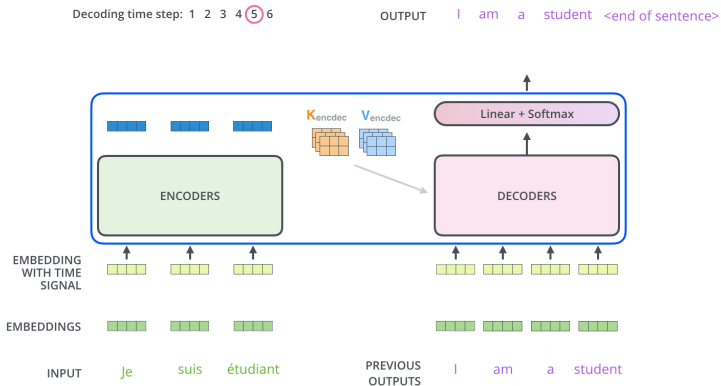 Decoding time step: 1 2 3 4 5 6
OUTPUT I am a student <end of sentence>
Kencdec Vencdec
Linear + Softmax
ENCODERS
DECODERS
EMBEDDING
WITH TIME
SIGNAL
EMBEDDINGS
INPUT Je suis étudiant
PREVIOUS
OUTPUTS
I am a student